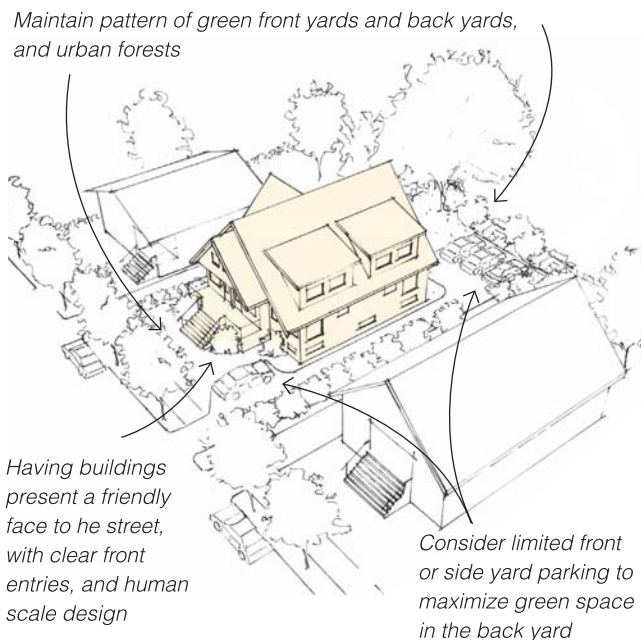 Maintain pattern of green front yards and back yards,
and urban forests
Having buildings
present a friendly
face to he street,
with clear front
entries, and human
scale design
Consider limited front
or side yard parking to
maximize green space
in the back yard